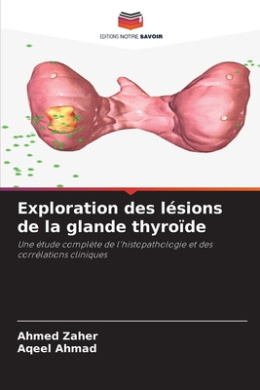 EDITIONS NOTRE SAVOIR
Exploration des lésions
de la glande thyroïde
Une étude complète de l'histopathologie et des
corrélations cliniques
Ahmed Zaher
Aqeel Ahmad